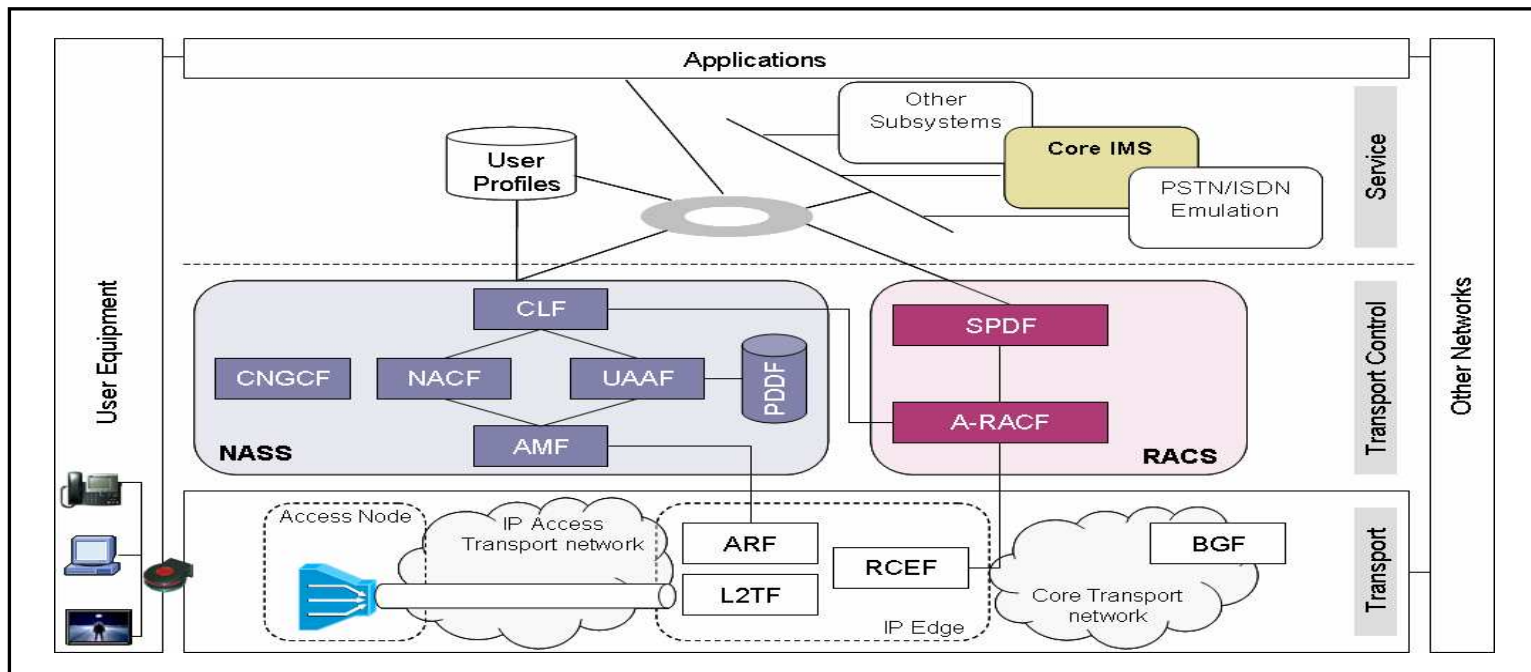 Applications
User Equipment
Other Networks
User
Profiles
Other
Subsystems
Core IMS
PSTN/ISDN
Emulation
Service
CLF
CNGCF
NACF
UAAF
PDDF
AMF
NASS
SPDF
A-RACF
RACS
Transport Control
Access Node
IP Access
Transport network
ARF
L2TF
RCEF
IP Edge
BGF
Core Transport
network
Transport